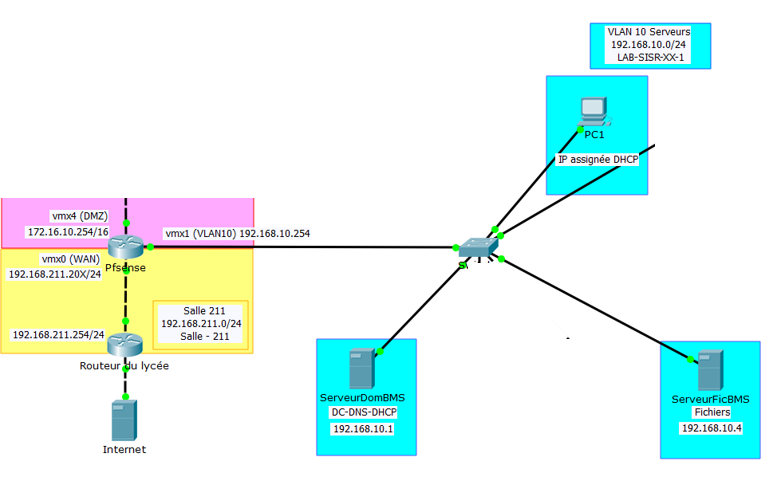 VLAN 10 Serveurs
192.168.10.0/24
LAB-SISR-XX-1
PC1
IP assignée DHCP
vmx4 (DMZ)
172.16.10.254/16
vmx1 (VLAN10) 192.168.10.254
Pfsense
vmx0 (WAN)
192.168.211.20X/24
Salle 211
192.168.211.0/24
Salle - 211
192.168.211.254/24
Routeur du lycée
Internet
ServeurDomBMS
DC-DNS-DHCP
192.168.10.1
ServeurFicBMS
Fichiers
192.168.10.4